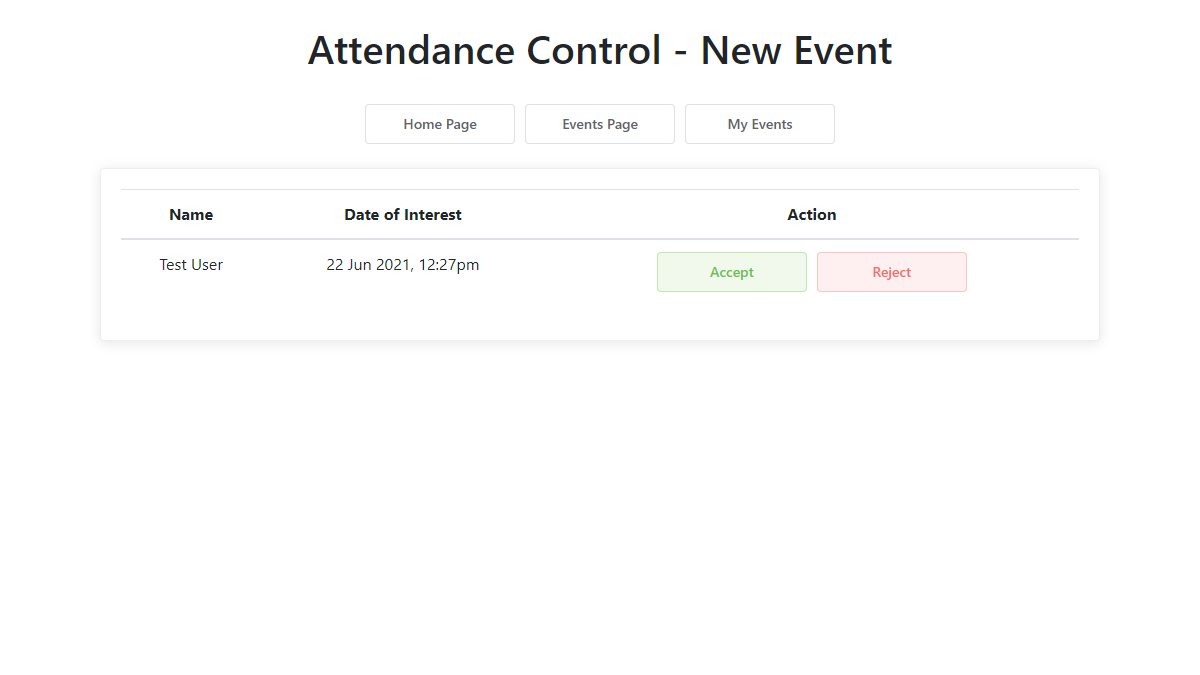 Attendance Control - New Event
Home Page Events Page My Events
Name Date of Interest Action
Test User 22 Jun 2021, 12:27pm Accept Reject